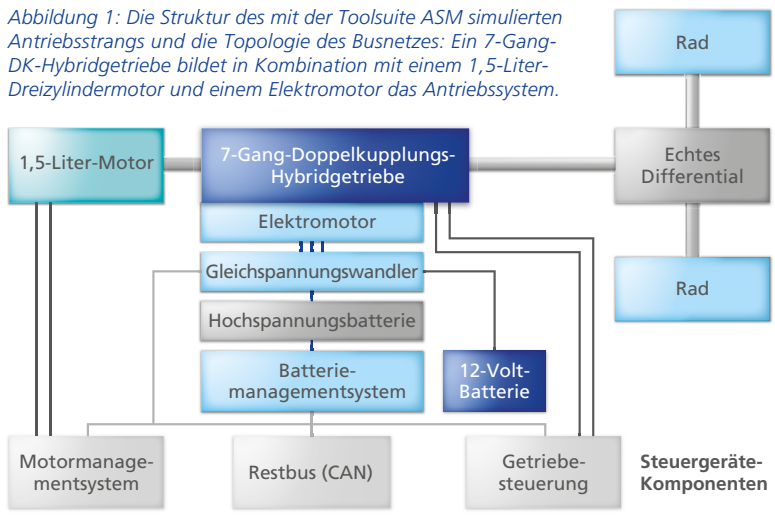 Abbildung 1: Die Struktur des mit der Toolsuite ASM simulierten
Antriebsstrangs und die Topologie des Busnetzes: Ein 7-Gang-
DK-Hybridgetriebe bildet in Kombination mit einem 1,5-Liter-
Dreizylindermotor und einem Elektromotor das Antriebssystem.
Rad
1,5-Liter-Motor
7-Gang-Doppelkupplungs-
Hybridgetriebe
Echtes
Differential
Elektromotor
Gleichspannungswandler
Rad
Hochspannungsbatterie
Batterie-
managementsystem
12-Volt-
Batterie
Motormanage-
mentsystem
Restbus (CAN)
Getriebe-
steuerung
Steuergeräte-
Komponenten